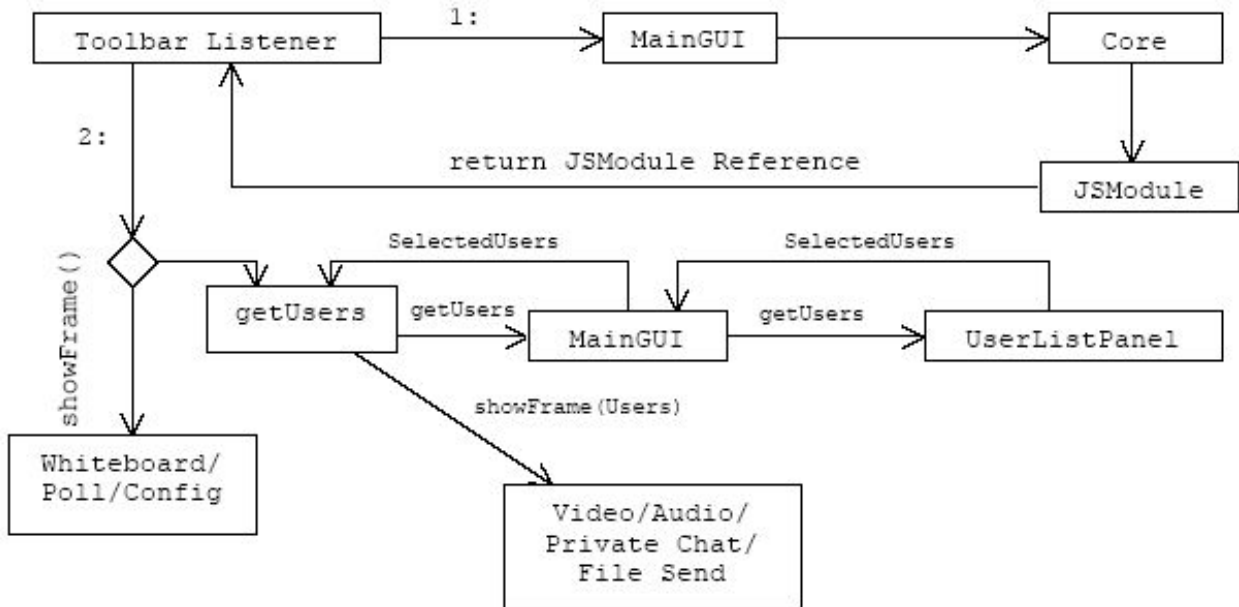 1:
Toolbar Listener
MainGUI
Core
2:
return JSModule Reference
JSModule
showFrame()
SelectedUsers
SelectedUsers
getUsers
getUsers
MainGUI
getUsers
UserListPanel
showFrame(Users)
Whiteboard/
Poll/Config
Video/Audio/
Private Chat/
File Send